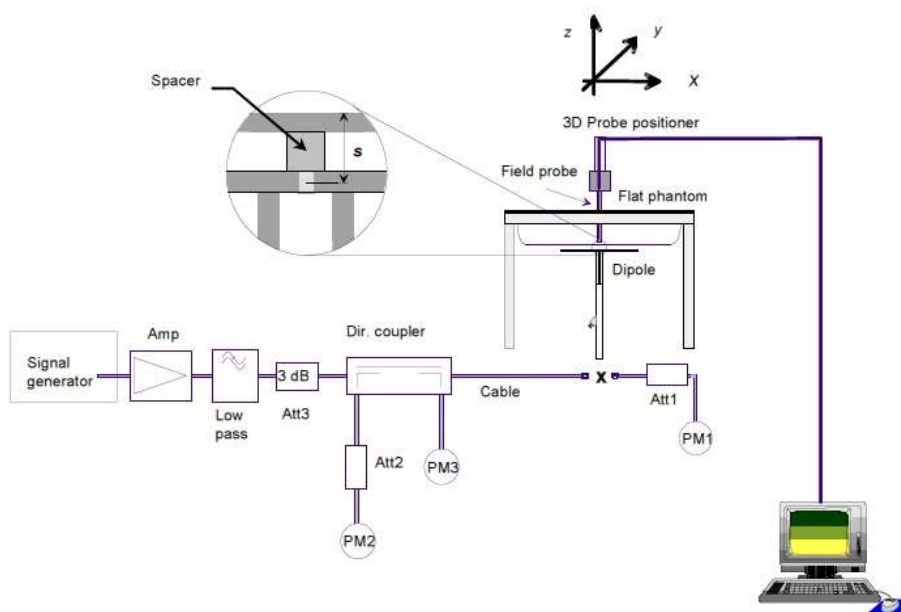 z
y
x
Spacer
s
3D Probe positioner
Field probe
Flat phantom
Dipole
Signal
generator
Amp
Low
pass
3 dB
Att3
Dir. coupler
Cable
x
Att1
PM1
Att2
PM3
PM2